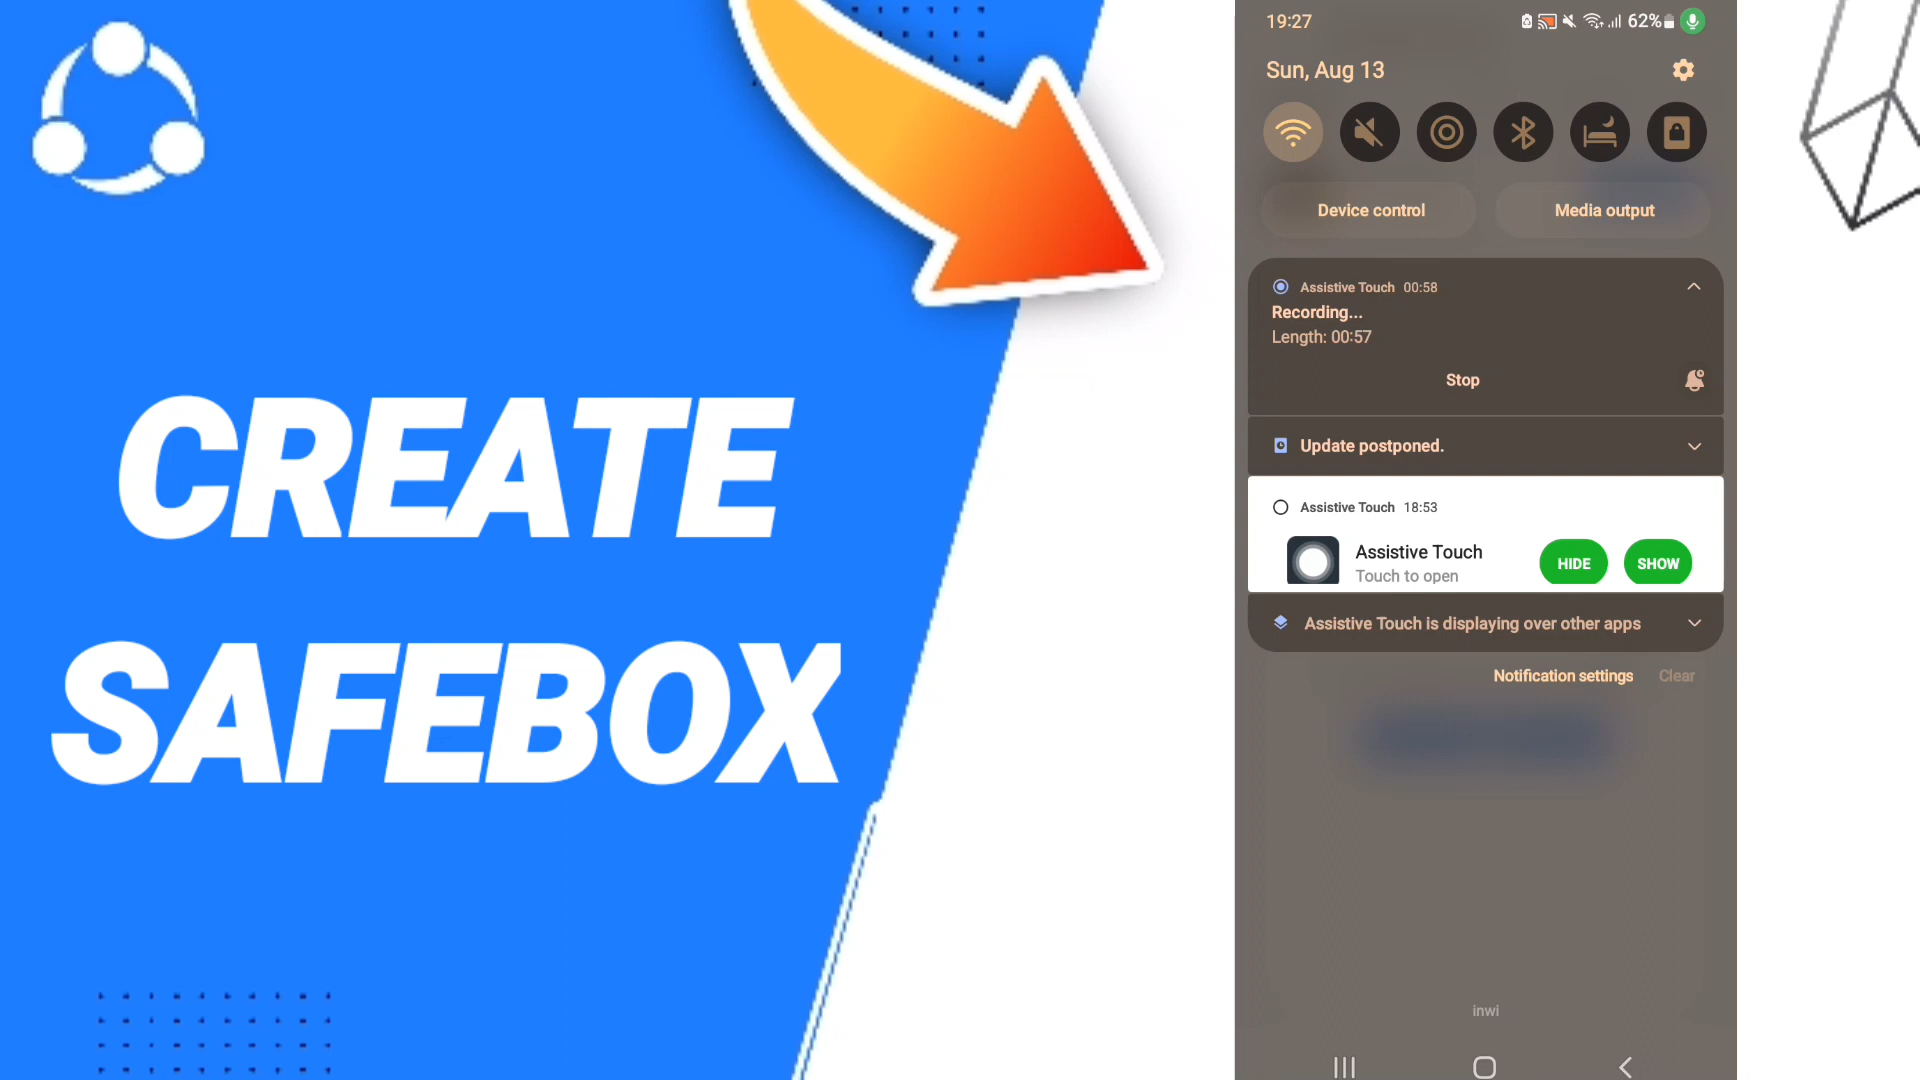 CREATE
SAFEBOX
19:27
62%
Sun, Aug 13
Device control
Media output
Assistive Touch 00:58
Recording...
Length: 00:57
Stop
Update postponed.
Assistive Touch 18:53
Assistive Touch
Touch to open
HIDE
SHOW
Assistive Touch is displaying over other apps
Notification settings
Clear
inwi